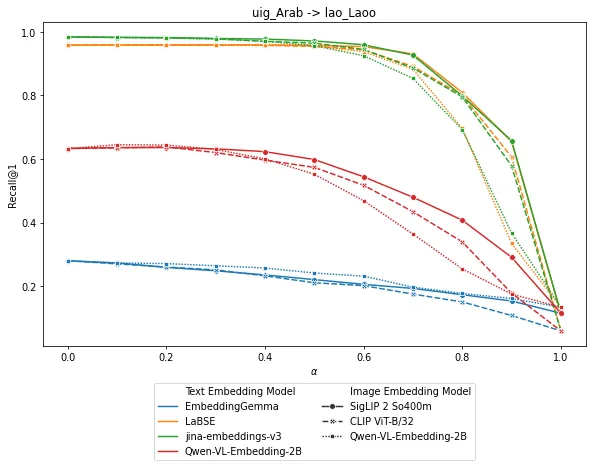 uig_Arab -> lao_Laoo
Recall@1
1.0
0.8
0.6
0.4
0.2
0.0 0.2 0.4 0.6 0.8 1.0
α
Text Embedding Model Image Embedding Model
EmbeddingGemma SigLIP 2 So400m
LaBSE CLIP ViT-B/32
jina-embeddings-v3 Qwen-VL-Embedding-2B
Qwen-VL-Embedding-2B